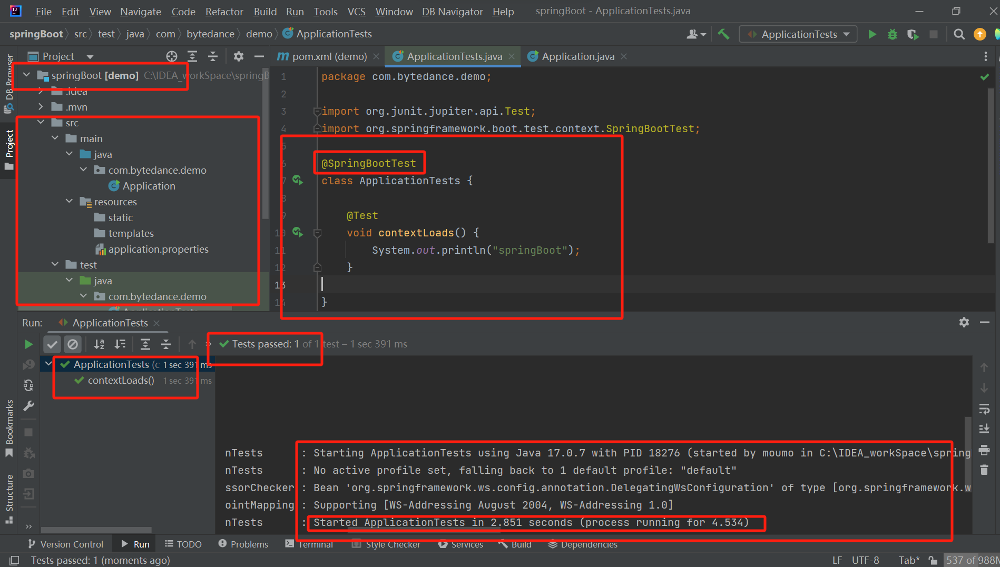 File Edit View Navigate Code Refactor Build Run Tools VCS Window DB Navigator Help springBoot - ApplicationTests.java
springBoot src test java com bytedance demo ApplicationTests
ApplicationTests
Project
pom.xml (demo) ApplicationTests.java Application.java
DB Browser
Project
Bookmarks
Structure
springBoot [demo] C:\IDEA_workSpace\springB
.idea
.mvn
src
main
java
com.bytedance.demo
Application
resources
static
templates
application.properties
test
java
com.bytedance.demo
ApplicationTests
1 package com.bytedance.demo;
2
3 import org.junit.jupiter.api.Test;
4 import org.springframework.boot.test.context.SpringBootTest;
5
6 @SpringBootTest
7 class ApplicationTests {
8
9 @Test
10 void contextLoads() {
11 System.out.println("springBoot");
12 }
13
14 }
Run: ApplicationTests
» Tests passed: 1 of 1 test – 1 sec 391 ms
ApplicationTests (c 1 sec 391 ms
contextLoads() 1 sec 391 ms
nTests : Starting ApplicationTests using Java 17.0.7 with PID 18276 (started by moumo in C:\IDEA_workSpace\spring
nTests : No active profile set, falling back to 1 default profile: "default"
ssorChecker : Bean 'org.springframework.ws.config.annotation.DelegatingWsConfiguration' of type [org.springframework.w
ointMapping : Supporting [WS-Addressing August 2004, WS-Addressing 1.0]
nTests : Started ApplicationTests in 2.851 seconds (process running for 4.534)
Version Control Run TODO Problems Terminal Style Checker Services Build Dependencies
Tests passed: 1 (moments ago) LF UTF-8 Tab* 537 of 988M